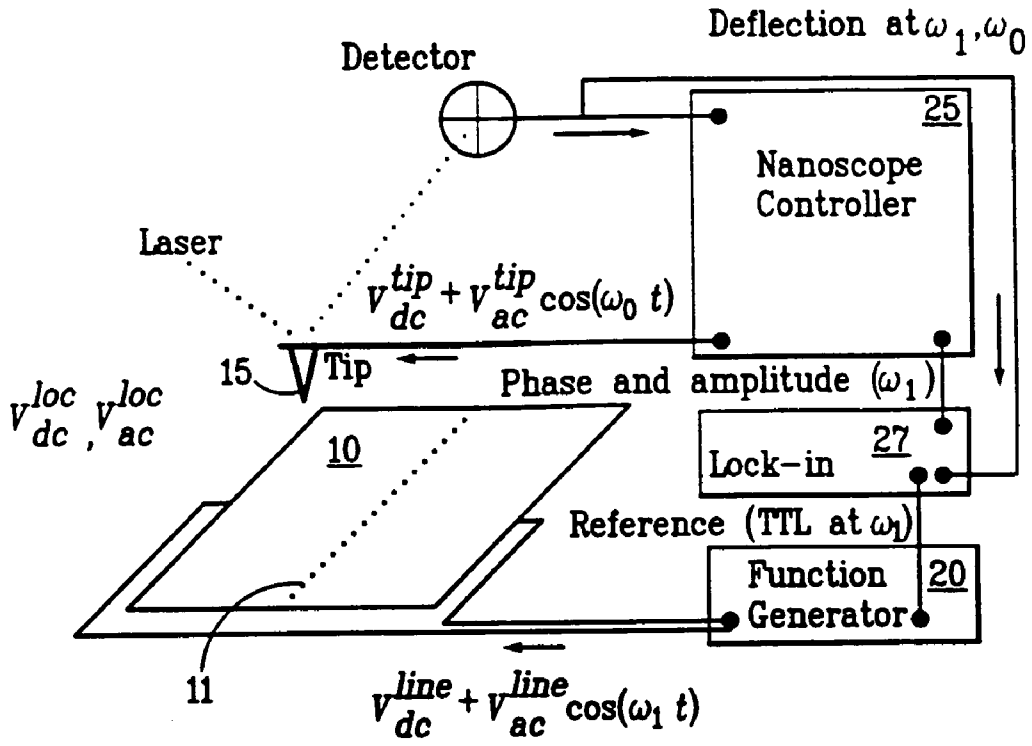 Deflection at ω₁, ω₀
Detector
25
Nanoscope
Controller
Laser
V_dc^tip + V_ac^tip cos(ω₀ t)
15
Tip
Phase and amplitude (ω₁)
V_dc^loc, V_ac^loc
10
27
Lock-in
Reference (TTL at ω1)
Function
Generator
20
11
V_dc^line + V_ac^line cos(ω₁ t)